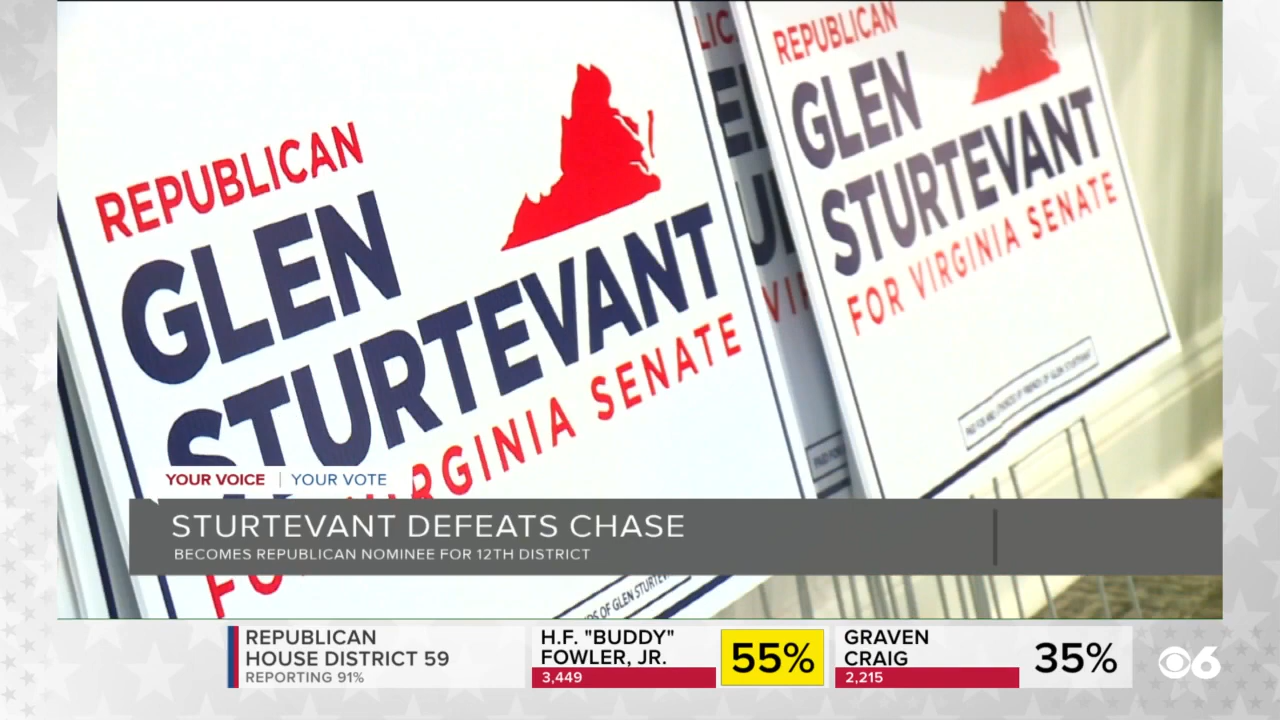 REPUBLICAN
GLEN
STURTEVANT
VIRGINIA SENATE
REPUBLICAN
GLEN
STURTEVANT
FOR VIRGINIA SENATE
OF GLEN
YOUR VOICE | YOUR VOTE
STURTEVANT DEFEATS CHASE
BECOMES REPUBLICAN NOMINEE FOR 12TH DISTRICT
REPUBLICAN
HOUSE DISTRICT 59
REPORTING 91%
H.F. "BUDDY"
FOWLER, JR.
3,449
55%
GRAVEN
CRAIG
2,215
35%
6